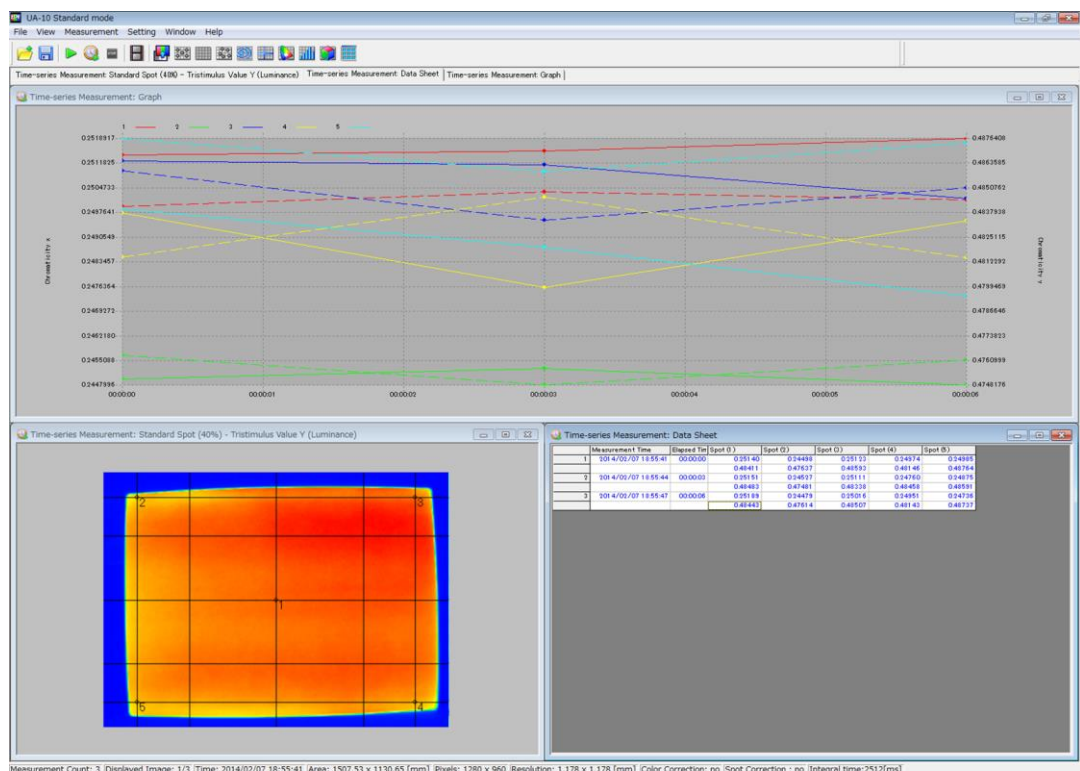 UA-10 Standard mode
File View Measurement Setting Window Help
Time-series Measurement: Standard Spot (40%) - Tristimulus Value Y (Luminance) Time-series Measurement: Data Sheet Time-series Measurement: Graph
Time-series Measurement: Graph
1 2 3 4 5
0.2518917 0.4876408
0.2511825 0.4863585
0.2504733 0.4850762
0.2497641 0.4837938
0.2490549 0.4825115
0.2483457 0.4812292
0.2476364 0.4799469
0.2469272 0.4786646
0.2462180 0.4773823
0.2455088 0.4760999
0.2447996 0.4748176
Chromaticity x
Chromaticity y
00:00:00 00:00:01 00:00:02 00:00:03 00:00:04 00:00:05 00:00:06
Time-series Measurement: Standard Spot (40%) - Tristimulus Value Y (Luminance)
2 3
1
5 4
Time-series Measurement: Data Sheet
Measurement Time Elapsed Tim Spot (1) Spot (2) Spot (3) Spot (4) Spot (5)
1 2014/02/07 18:55:41 00:00:00 0.25140 0.24498 0.25123 0.24974 0.24985
0.48411 0.47637 0.48593 0.48146 0.48764
2 2014/02/07 18:55:44 00:00:03 0.25151 0.24527 0.25111 0.24760 0.24875
0.48483 0.47481 0.48338 0.48458 0.48591
3 2014/02/07 18:55:47 00:00:06 0.25189 0.24479 0.25016 0.24951 0.24736
0.48443 0.47614 0.48507 0.48143 0.48737
Measurement Count: 3 Displayed Image: 1/3 Time: 2014/02/07 18:55:41 Area: 1507.53 x 1130.65 [mm] Pixels: 1280 x 960 Resolution: 1.178 x 1.178 [mm] Color Correction: no Spot Correction : no Integral time:2512[ms]